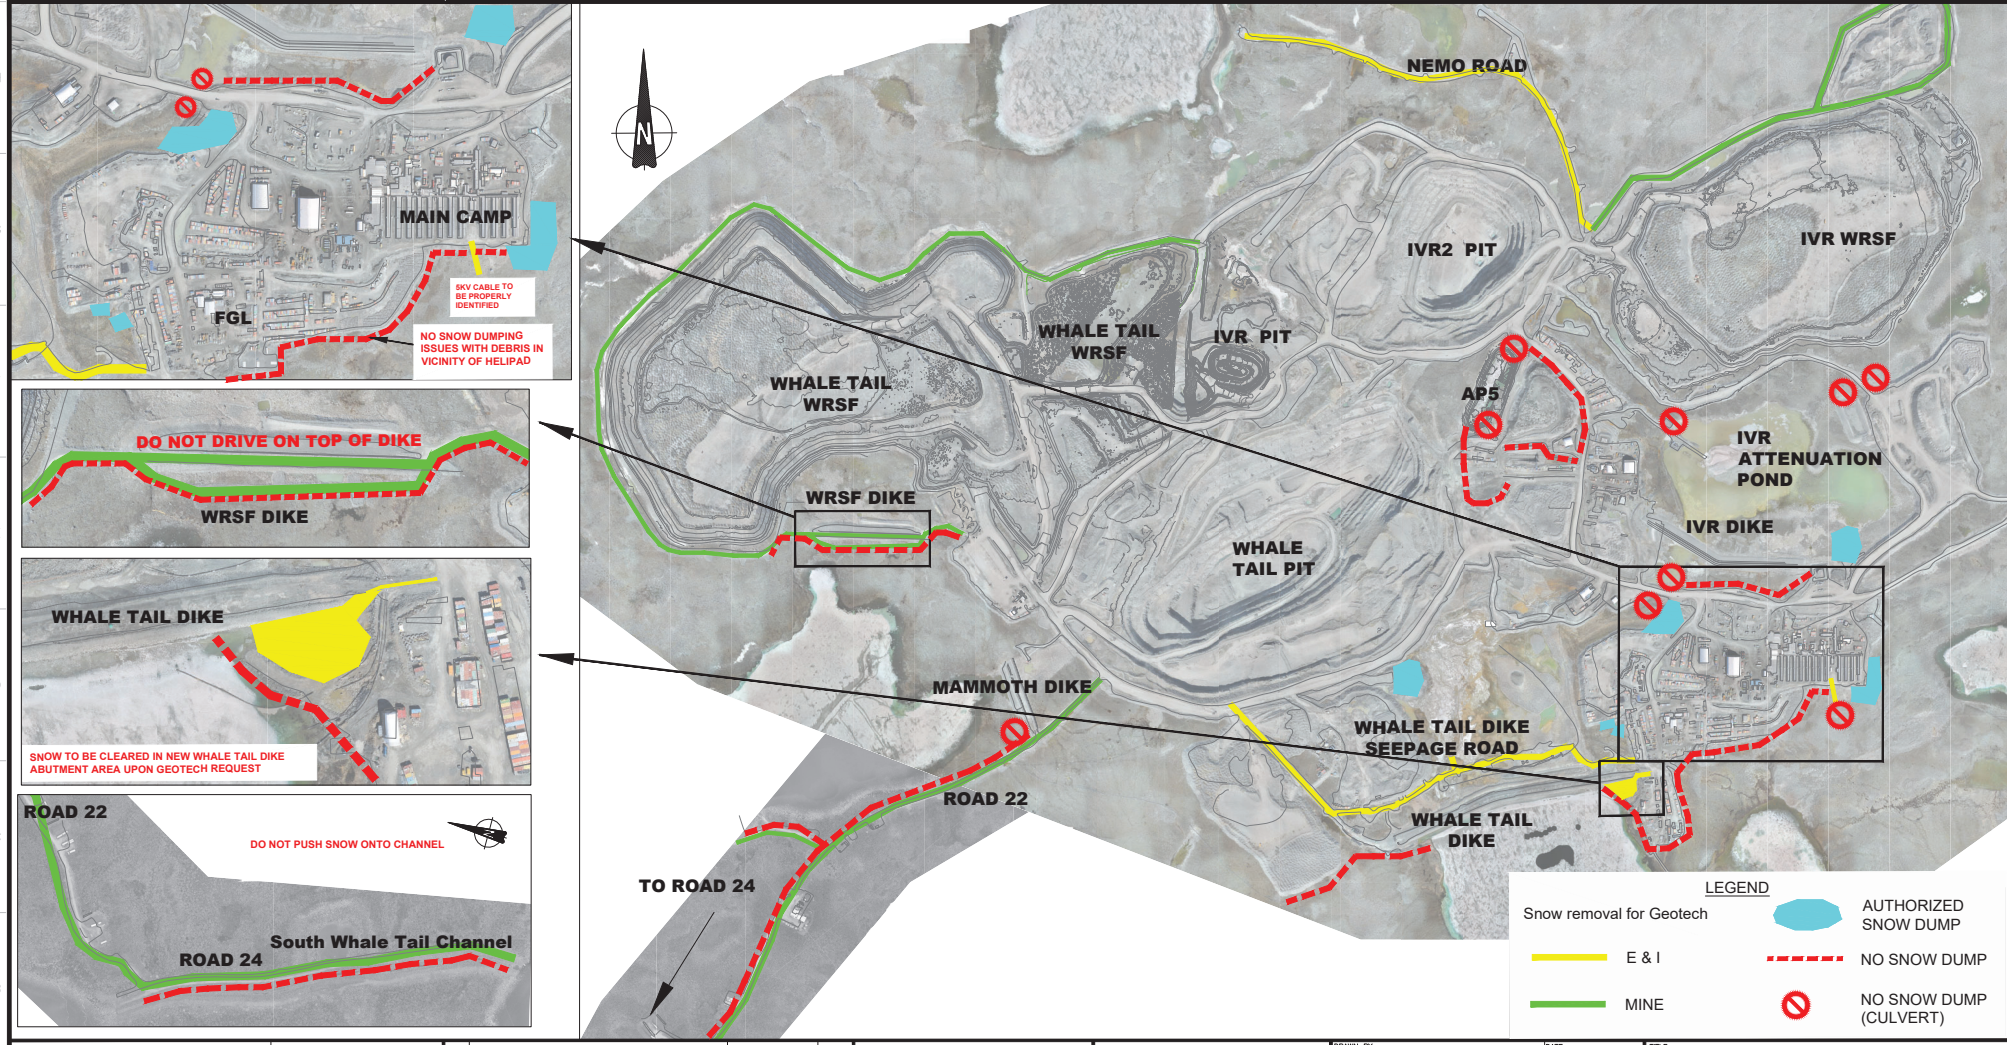 MAIN CAMP
5KV CABLE TO
BE PROPERLY
IDENTIFIED
FGL
NO SNOW DUMPING
ISSUES WITH DEBRIS IN
VICINITY OF HELIPAD
DO NOT DRIVE ON TOP OF DIKE
WRSF DIKE
WHALE TAIL DIKE
SNOW TO BE CLEARED IN NEW WHALE TAIL DIKE
ABUTMENT AREA UPON GEOTECH REQUEST
ROAD 22
DO NOT PUSH SNOW ONTO CHANNEL
South Whale Tail Channel
ROAD 24
N
NEMO ROAD
IVR2 PIT
IVR WRSF
WHALE TAIL
WRSF
IVR PIT
WHALE TAIL
WRSF
AP5
IVR
ATTENUATION
POND
WRSF DIKE
IVR DIKE
WHALE
TAIL PIT
MAMMOTH DIKE
WHALE TAIL DIKE
SEEPAGE ROAD
ROAD 22
WHALE TAIL
DIKE
TO ROAD 24
LEGEND
Snow removal for Geotech
E & I
MINE
AUTHORIZED
SNOW DUMP
NO SNOW DUMP
NO SNOW DUMP
(CULVERT)